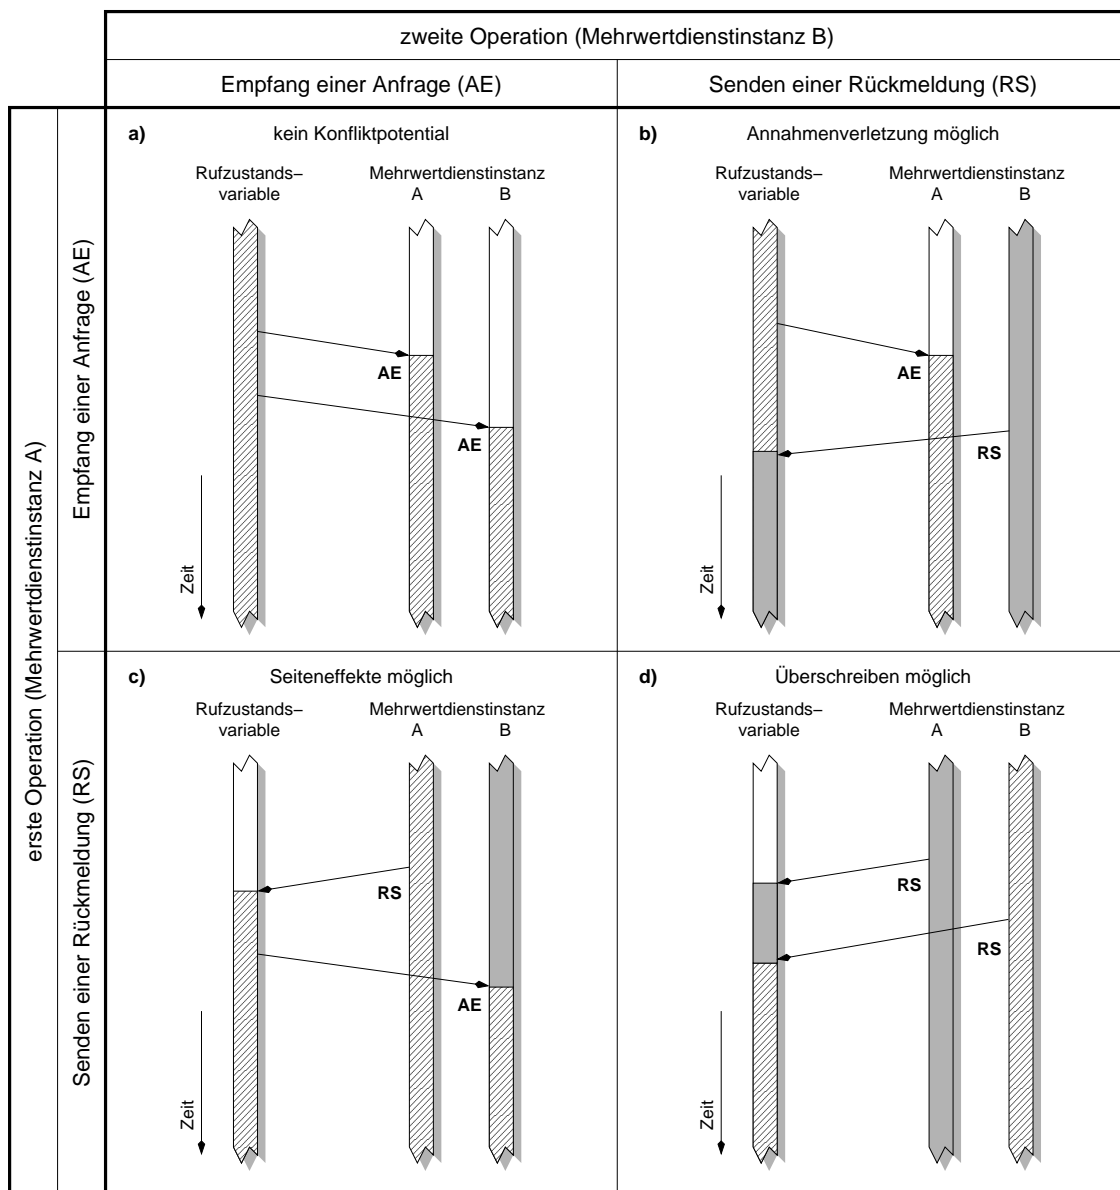 zweite Operation (Mehrwertdienstinstanz B)
Empfang einer Anfrage (AE)
Senden einer Rückmeldung (RS)
erste Operation (Mehrwertdienstinstanz A)
Empfang einer Anfrage (AE)
a) kein Konfliktpotential
Rufzustands–
variable
Mehrwertdienstinstanz
A B
AE
AE
Zeit
b) Annahmenverletzung möglich
Rufzustands–
variable
Mehrwertdienstinstanz
A B
AE
RS
Zeit
Senden einer Rückmeldung (RS)
c) Seiteneffekte möglich
Rufzustands–
variable
Mehrwertdienstinstanz
A B
RS
AE
Zeit
d) Überschreiben möglich
Rufzustands–
variable
Mehrwertdienstinstanz
A B
RS
RS
Zeit